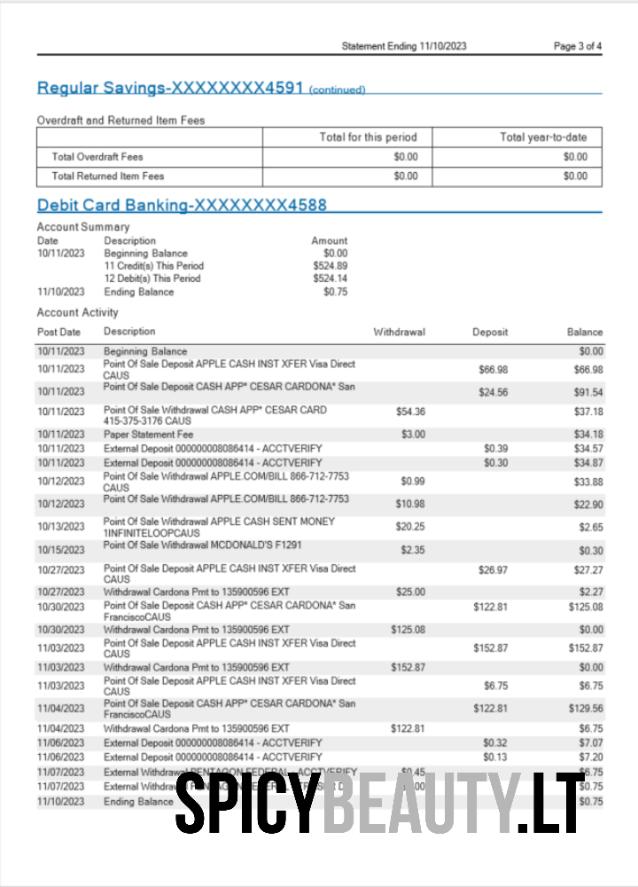 Statement Ending 11/10/2023 Page 3 of 4
Regular Savings-XXXXXXXX4591 (continued)
Overdraft and Returned Item Fees
Total for this period Total year-to-date
Total Overdraft Fees $0.00 $0.00
Total Returned Item Fees $0.00 $0.00
Debit Card Banking-XXXXXXXX4588
Account Summary
Date Description Amount
10/11/2023 Beginning Balance $0.00
11 Credit(s) This Period $524.89
12 Debit(s) This Period $524.14
11/10/2023 Ending Balance $0.75
Account Activity
Post Date Description Withdrawal Deposit Balance
10/11/2023 Beginning Balance $0.00
10/11/2023 Point Of Sale Deposit APPLE CASH INST XFER Visa Direct $66.98 $66.98
CAUS
10/11/2023 Point Of Sale Deposit CASH APP* CESAR CARDONA* San $24.56 $91.54
10/11/2023 Point Of Sale Withdrawal CASH APP* CESAR CARD $54.36 $37.18
415-375-3176 CAUS
10/11/2023 Paper Statement Fee $3.00 $34.18
10/11/2023 External Deposit 000000008086414 - ACCTVERIFY $0.39 $34.57
10/11/2023 External Deposit 000000008086414 - ACCTVERIFY $0.30 $34.87
10/12/2023 Point Of Sale Withdrawal APPLE.COM/BILL 866-712-7753 $0.99 $33.88
CAUS
10/12/2023 Point Of Sale Withdrawal APPLE.COM/BILL 866-712-7753 $10.98 $22.90
10/13/2023 Point Of Sale Withdrawal APPLE CASH SENT MONEY $20.25 $2.65
1INFINITELOOPCAUS
10/15/2023 Point Of Sale Withdrawal MCDONALD'S F1291 $2.35 $0.30
10/27/2023 Point Of Sale Deposit APPLE CASH INST XFER Visa Direct $26.97 $27.27
CAUS
10/27/2023 Withdrawal Cardona Pmt to 135900596 EXT $25.00 $2.27
10/30/2023 Point Of Sale Deposit CASH APP* CESAR CARDONA* San $122.81 $125.08
FranciscoCAUS
10/30/2023 Withdrawal Cardona Pmt to 135900596 EXT $125.08 $0.00
11/03/2023 Point Of Sale Deposit APPLE CASH INST XFER Visa Direct $152.87 $152.87
CAUS
11/03/2023 Withdrawal Cardona Pmt to 135900596 EXT $152.87 $0.00
11/03/2023 Point Of Sale Deposit APPLE CASH INST XFER Visa Direct $6.75 $6.75
CAUS
11/04/2023 Point Of Sale Deposit CASH APP* CESAR CARDONA* San $122.81 $129.56
FranciscoCAUS
11/04/2023 Withdrawal Cardona Pmt to 135900596 EXT $122.81 $6.75
11/06/2023 External Deposit 000000008086414 - ACCTVERIFY $0.32 $7.07
11/06/2023 External Deposit 000000008086414 - ACCTVERIFY $0.13 $7.20
11/07/2023 External Withdrawal PENTAGON FEDERAL - ACCTVERIFY $0.45 $6.75
11/07/2023 External $0.75
11/10/2023 Ending Balance $0.75
SPICYBEAUTY.LT